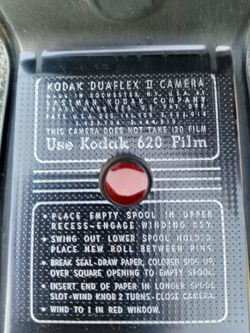 KODAK DUAFLEX II CAMERA
MADE IN ROCHESTER, N.Y., U.S.A. BY
EASTMAN KODAK COMPANY
THIS CAMERA DOES NOT TAKE 120 FILM
Use Kodak 620 Film
• PLACE EMPTY SPOOL IN UPPER
RECESS-ENGAGE WINDING KEY.
• SWING OUT LOWER SPOOL HOLDER.
PLACE NEW ROLL BETWEEN PINS.
• BREAK SEAL-DRAW PAPER, COLORED SIDE UP,
OVER SQUARE OPENING TO EMPTY SPOOL.
• INSERT END OF PAPER IN LONGER SPOOL
SLOT-WIND KNOB 2 TURNS-CLOSE CAMERA.
• WIND TO 1 IN RED WINDOW.